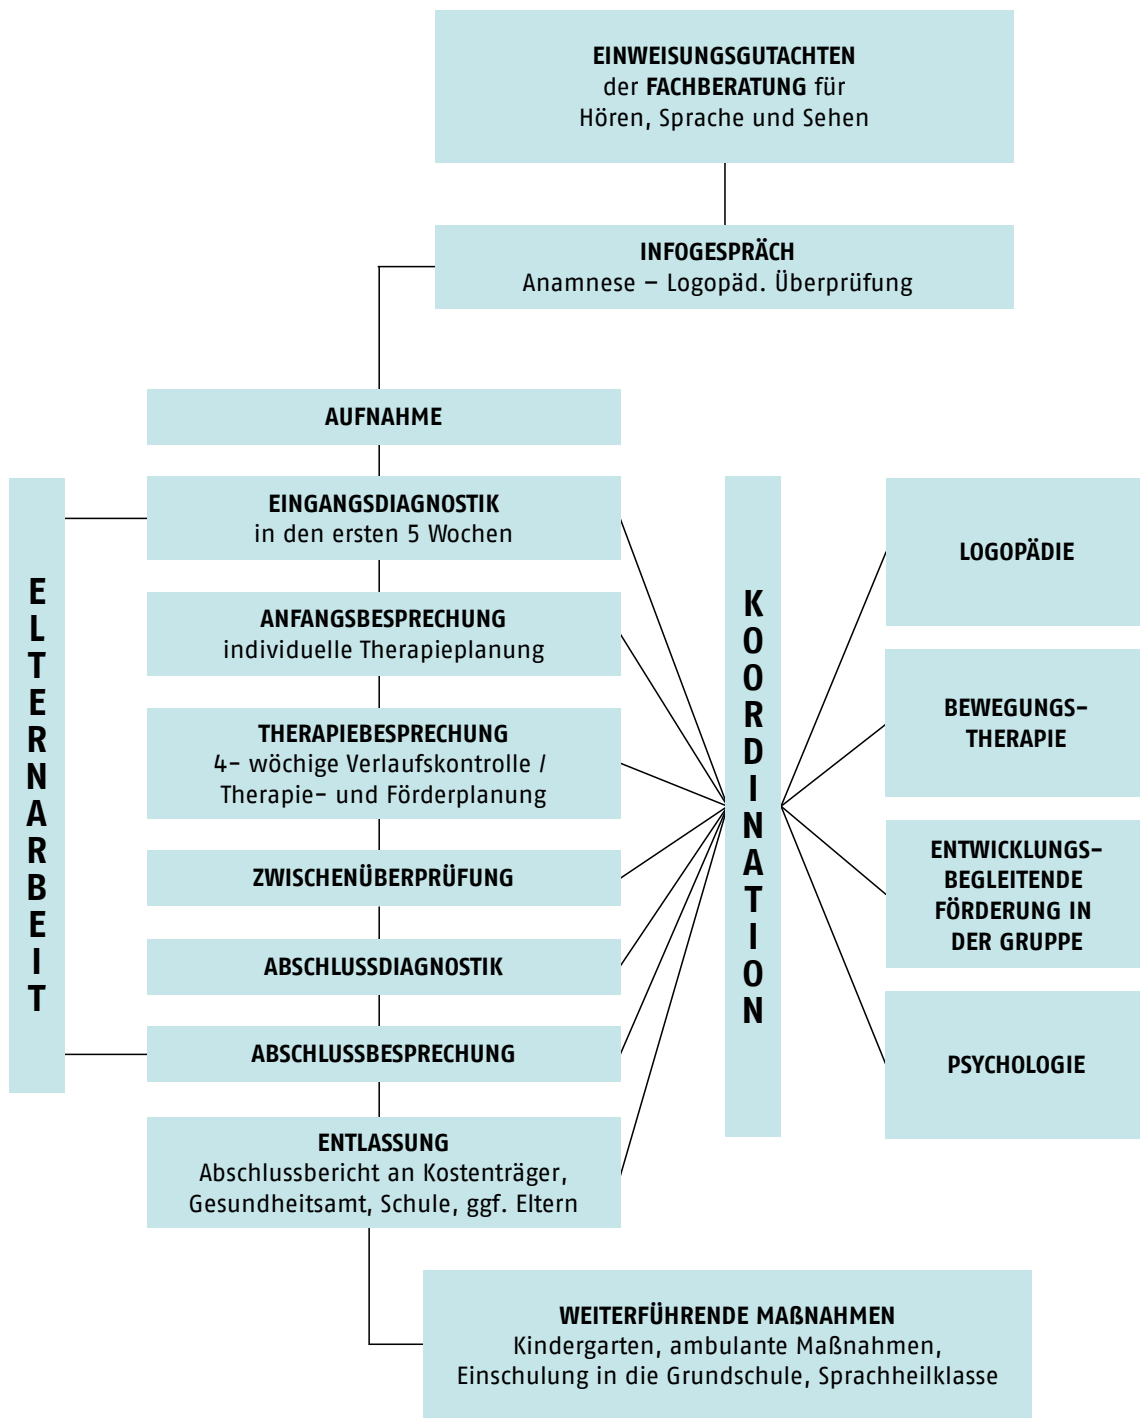 EINWEISUNGSGUTACHTEN
der FACHBERATUNG für
Hören, Sprache und Sehen
INFOGESPRÄCH
Anamnese – Logopäd. Überprüfung
AUFNAHME
EINGANGSDIAGNOSTIK
in den ersten 5 Wochen
ANFANGSBESPRECHUNG
individuelle Therapieplanung
THERAPIEBESPRECHUNG
4- wöchige Verlaufskontrolle /
Therapie- und Förderplanung
ZWISCHENÜBERPRÜFUNG
ABSCHLUSSDIAGNOSTIK
ABSCHLUSSBESPRECHUNG
ENTLASSUNG
Abschlussbericht an Kostenträger,
Gesundheitsamt, Schule, ggf. Eltern
ELTERNARBEIT
KOORDINATION
LOGOPÄDIE
BEWEGUNGS-
THERAPIE
ENTWICKLUNGS-
BEGLEITENDE
FÖRDERUNG IN
DER GRUPPE
PSYCHOLOGIE
WEITERFÜHRENDE MAßNAHMEN
Kindergarten, ambulante Maßnahmen,
Einschulung in die Grundschule, Sprachheilklasse